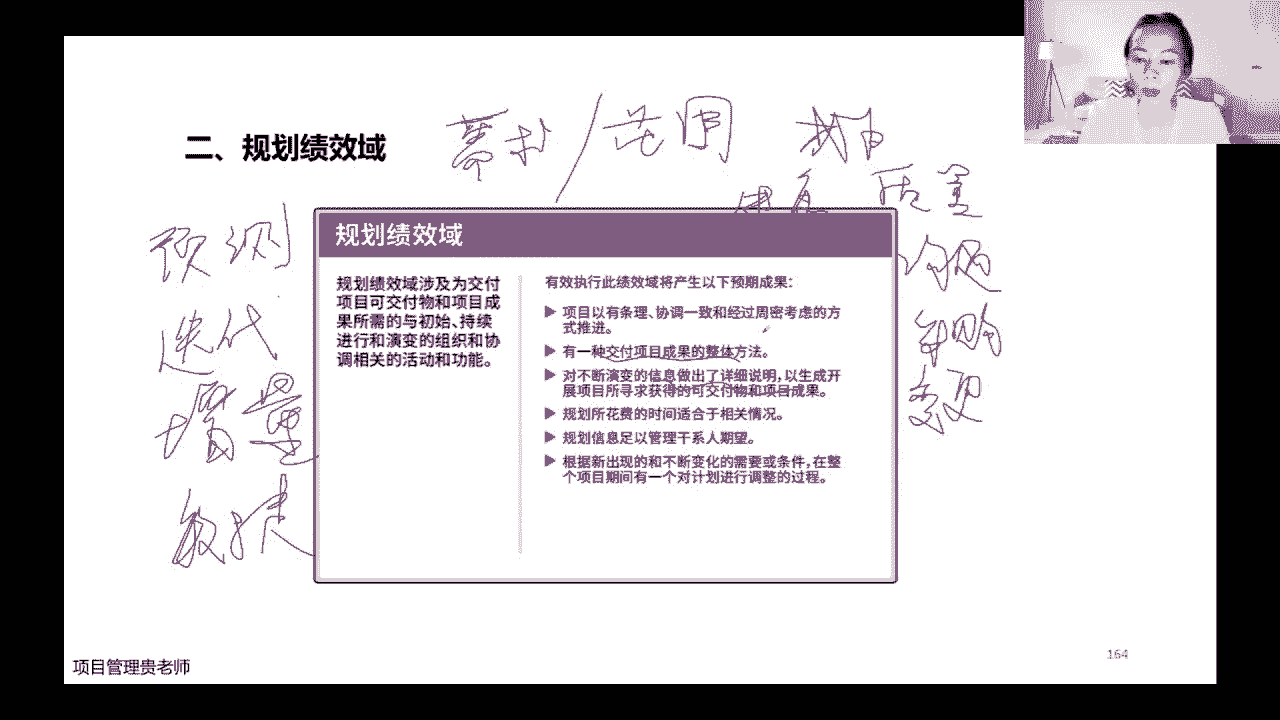 二、规划绩效域
需求/范围
成本
进度
质量
沟通
采购
变更
预测
迭代
增量
敏捷
规划绩效域
规划绩效域涉及为交付
项目可交付物和项目成
果所需的与初始、持续
进行和演变的组织和协
调相关的活动和功能。
有效执行此绩效域将产生以下预期成果:
▶ 项目以有条理、协调一致和经过周密考虑的方
式推进。
▶ 有一种交付项目成果的整体方法。
▶ 对不断演变的信息做出了详细说明,以生成开
展项目所寻求获得的可交付物和项目成果。
▶ 规划所花费的时间适合于相关情况。
▶ 规划信息足以管理干系人期望。
▶ 根据新出现的和不断变化的需要或条件,在整
个项目期间有一个对计划进行调整的过程。
项目管理贵老师
164